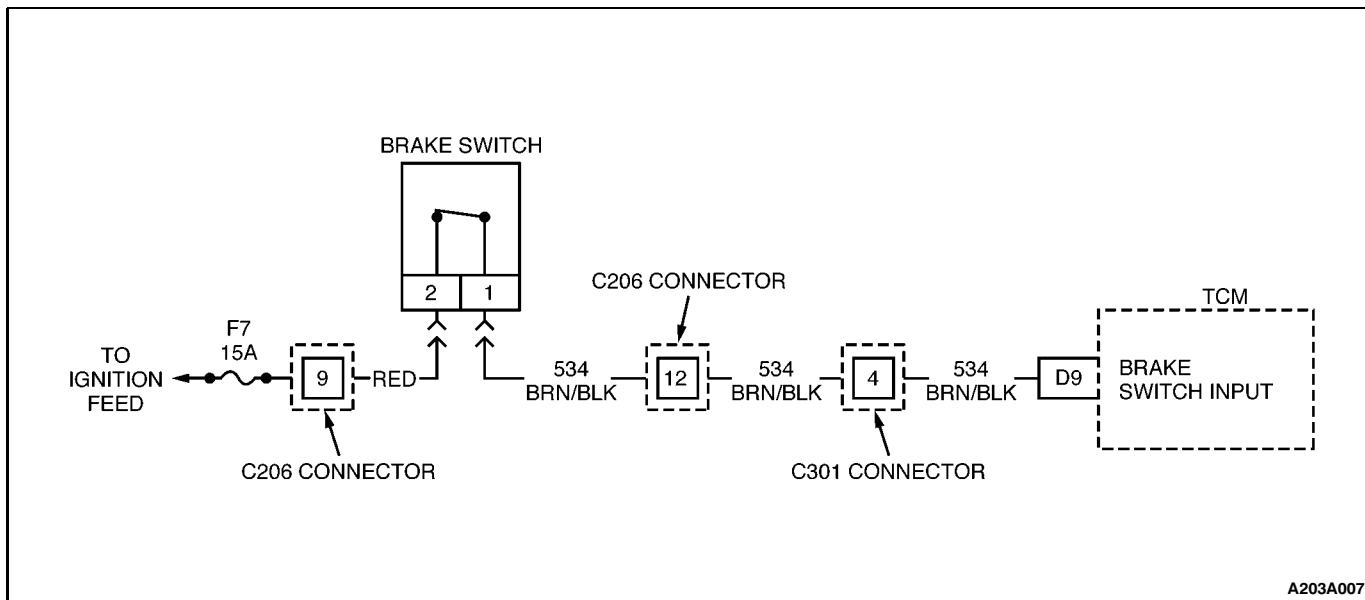 BRAKE SWITCH
2 1
C206 CONNECTOR
TCM
F7
15A
TO
IGNITION
FEED
9
RED
534
BRN/BLK
12
534
BRN/BLK
4
534
BRN/BLK
D9
BRAKE
SWITCH INPUT
C206 CONNECTOR
C301 CONNECTOR
A203A007